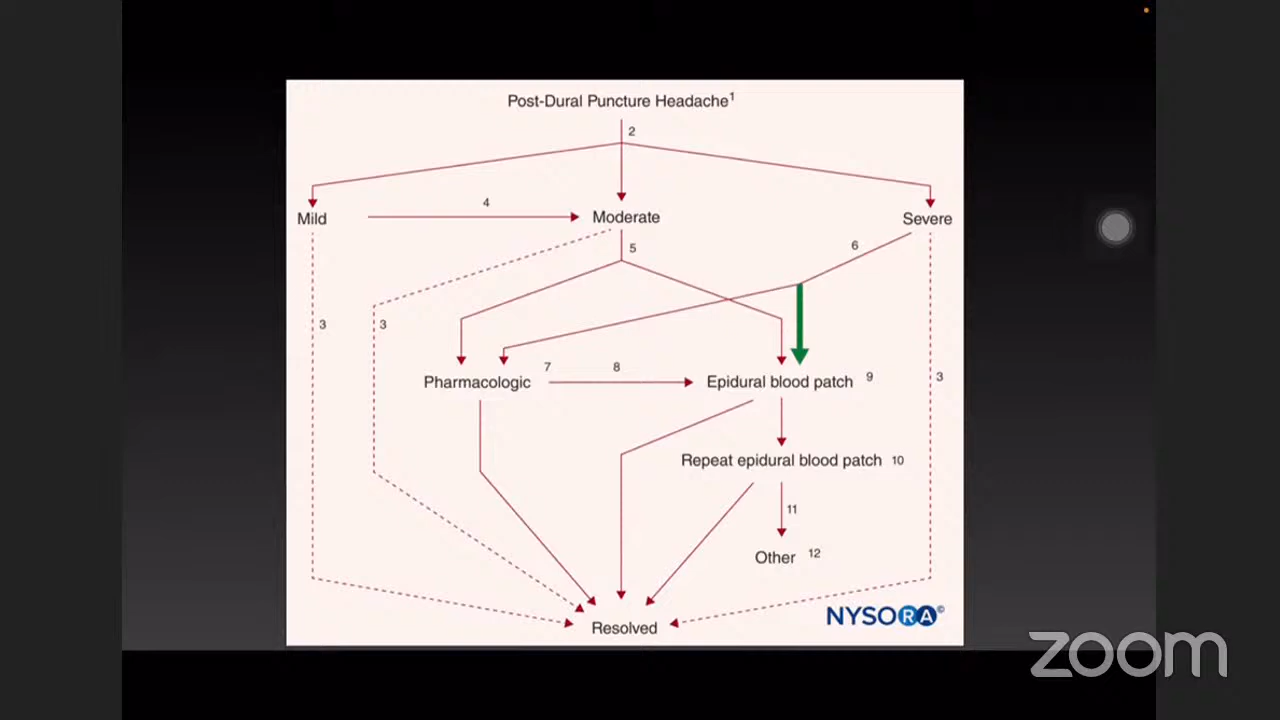 Post-Dural Puncture Headache1
2
Mild
4
Moderate
Severe
5
6
3
3
3
7
8
Pharmacologic
Epidural blood patch 9
Repeat epidural blood patch 10
11
Other 12
Resolved
NYSORA©
zoom